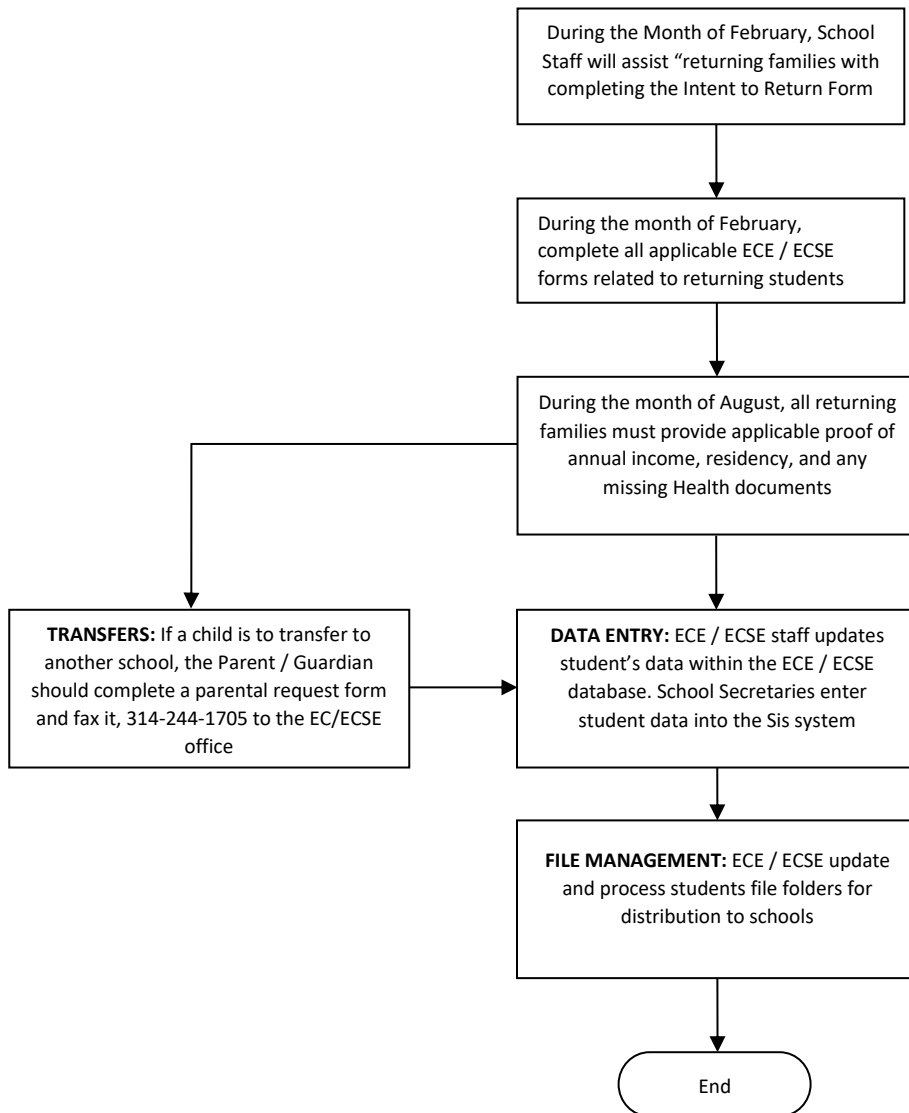 During the Month of February, School
Staff will assist “returning families with
completing the Intent to Return Form
During the month of February,
complete all applicable ECE / ECSE
forms related to returning students
During the month of August, all returning
families must provide applicable proof of
annual income, residency, and any
missing Health documents
TRANSFERS: If a child is to transfer to
another school, the Parent / Guardian
should complete a parental request form
and fax it, 314-244-1705 to the EC/ECSE
office
DATA ENTRY: ECE / ECSE staff updates
student’s data within the ECE / ECSE
database. School Secretaries enter
student data into the Sis system
FILE MANAGEMENT: ECE / ECSE update
and process students file folders for
distribution to schools
End